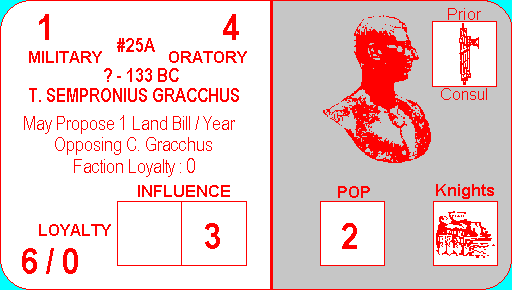 1
4
#25A
MILITARY
ORATORY
? - 133 BC
T. SEMPRONIUS GRACCHUS
May Propose 1 Land Bill / Year
Opposing C. Gracchus
Faction Loyalty : 0
INFLUENCE
LOYALTY
3
6 / 0
Prior
Consul
POP
Knights
2